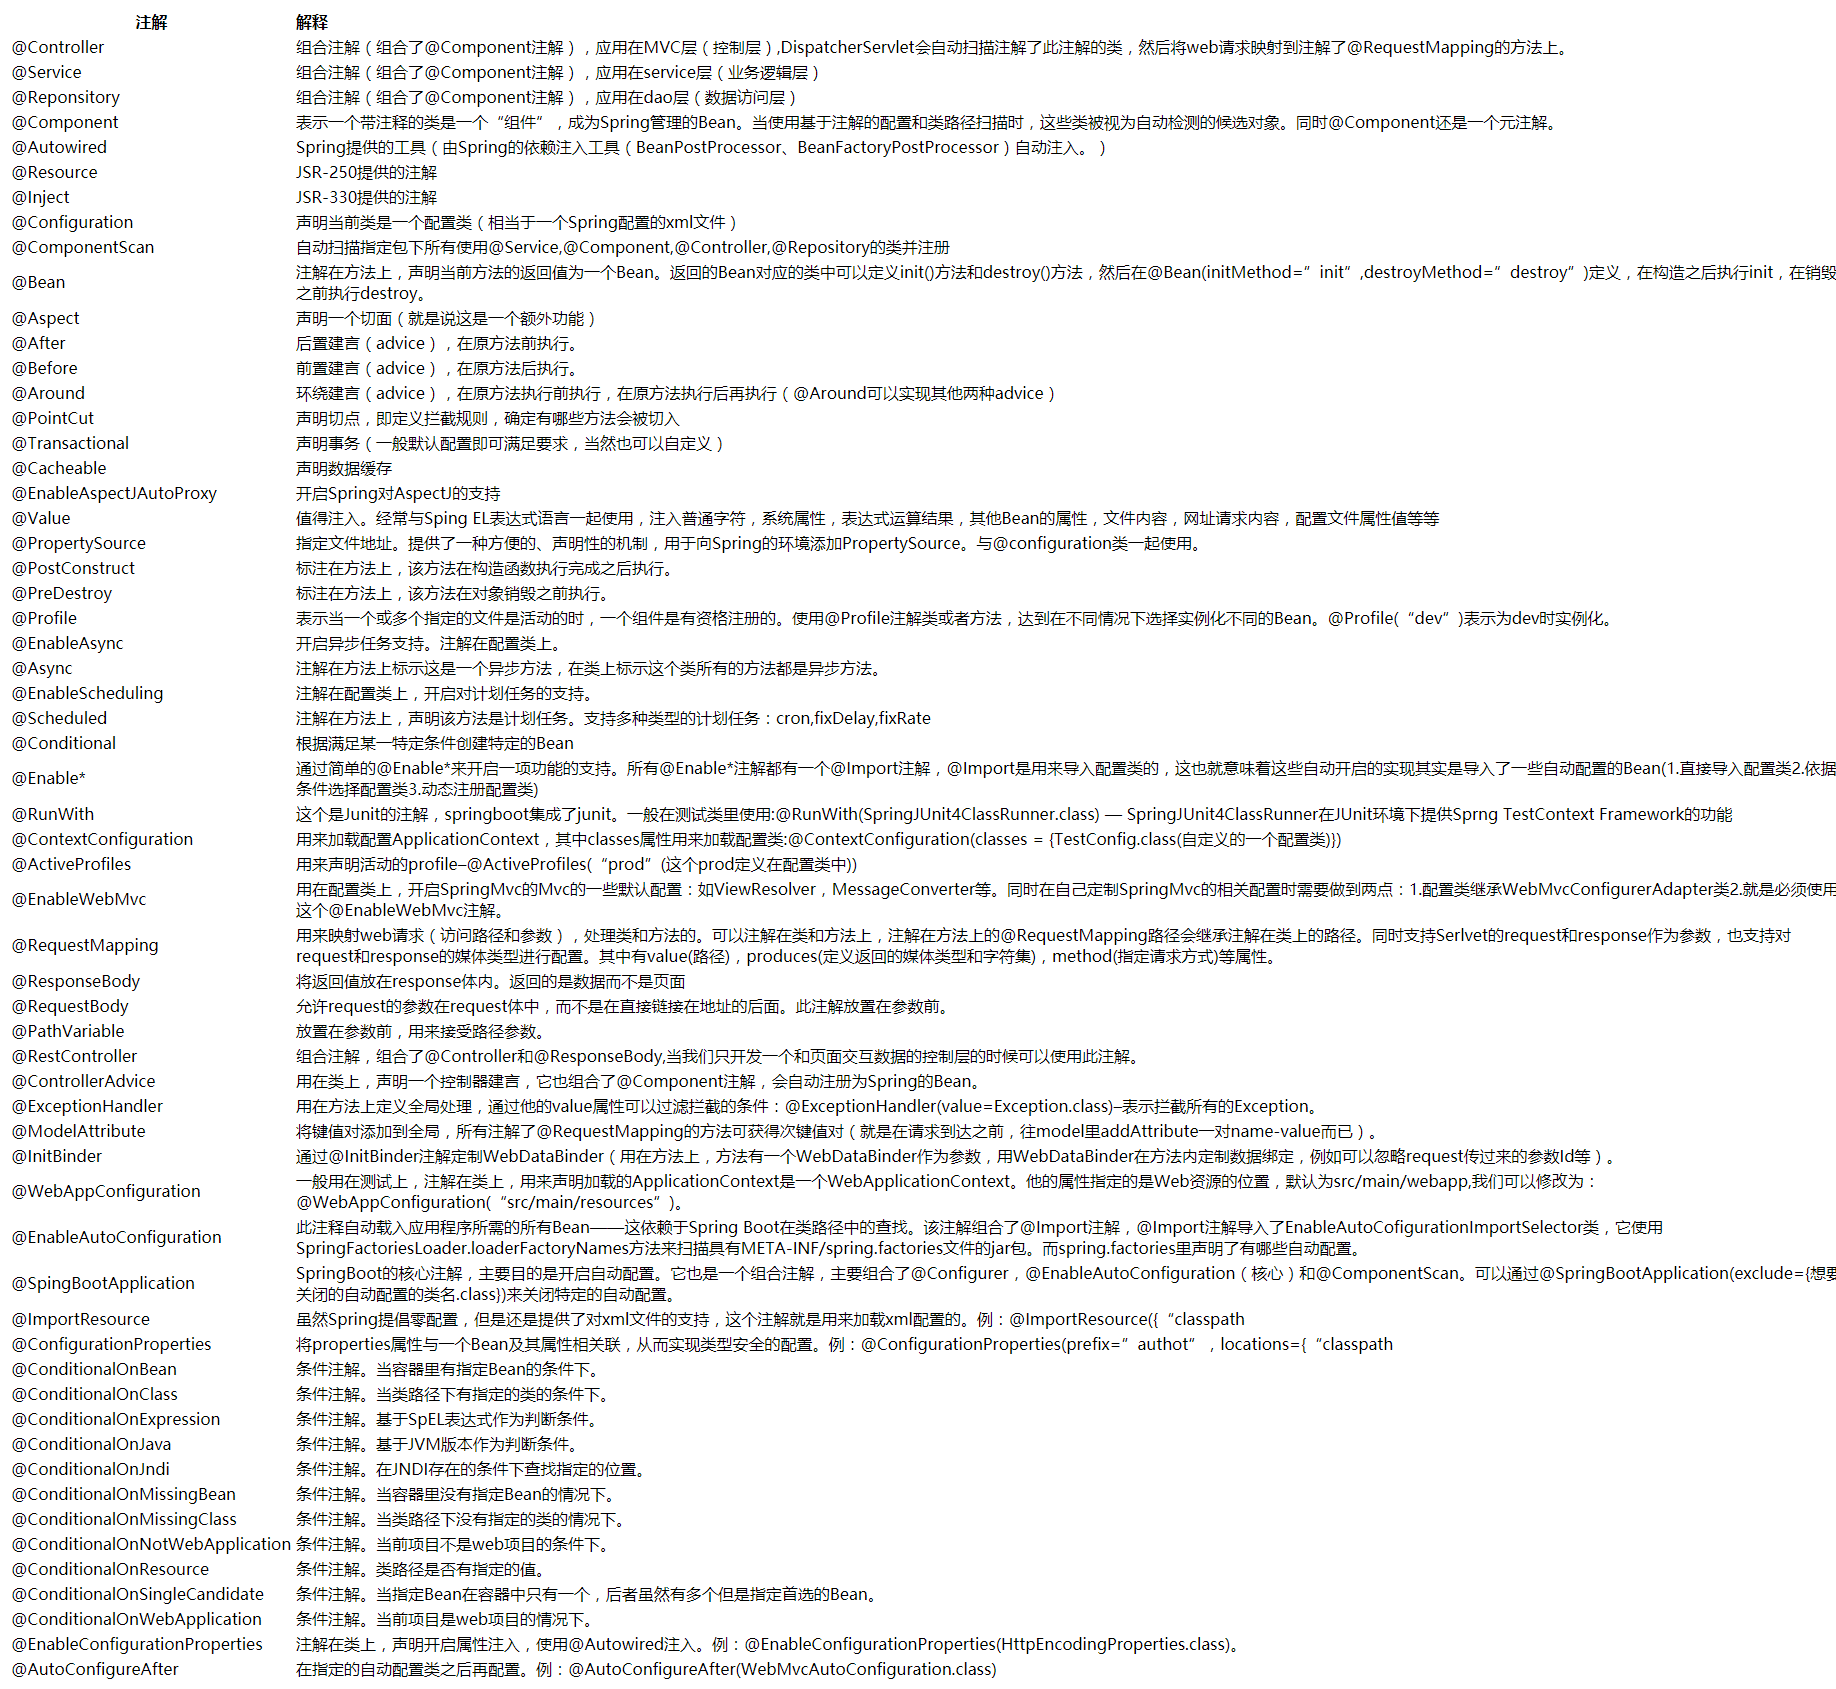 注解 解释
@Controller 组合注解（组合了@Component注解），应用在MVC层（控制层）,DispatcherServlet会自动扫描注解了此注解的类，然后将web请求映射到注解了@RequestMapping的方法上。
@Service 组合注解（组合了@Component注解），应用在service层（业务逻辑层）
@Reponsitory 组合注解（组合了@Component注解），应用在dao层（数据访问层）
@Component 表示一个带注释的类是一个“组件”，成为Spring管理的Bean。当使用基于注解的配置和类路径扫描时，这些类被视为自动检测的候选对象。同时@Component还是一个元注解。
@Autowired Spring提供的工具（由Spring的依赖注入工具（BeanPostProcessor、BeanFactoryPostProcessor）自动注入。）
@Resource JSR-250提供的注解
@Inject JSR-330提供的注解
@Configuration 声明当前类是一个配置类（相当于一个Spring配置的xml文件）
@ComponentScan 自动扫描指定包下所有使用@Service,@Component,@Controller,@Repository的类并注册
@Bean 注解在方法上，声明当前方法的返回值为一个Bean。返回的Bean对应的类中可以定义init()方法和destroy()方法，然后在@Bean(initMethod=”init”,destroyMethod=”destroy”)定义，在构造之后执行init，在销毁
之前执行destroy。
@Aspect 声明一个切面（就是说这是一个额外功能）
@After 后置建言（advice），在原方法前执行。
@Before 前置建言（advice），在原方法后执行。
@Around 环绕建言（advice），在原方法执行前执行，在原方法执行后再执行（@Around可以实现其他两种advice）
@PointCut 声明切点，即定义拦截规则，确定有哪些方法会被切入
@Transactional 声明事务（一般默认配置即可满足要求，当然也可以自定义）
@Cacheable 声明数据缓存
@EnableAspectJAutoProxy 开启Spring对AspectJ的支持
@Value 值得注入。经常与Sping EL表达式语言一起使用，注入普通字符，系统属性，表达式运算结果，其他Bean的属性，文件内容，网址请求内容，配置文件属性值等等
@PropertySource 指定文件地址。提供了一种方便的、声明性的机制，用于向Spring的环境添加PropertySource。与@configuration类一起使用。
@PostConstruct 标注在方法上，该方法在构造函数执行完成之后执行。
@PreDestroy 标注在方法上，该方法在对象销毁之前执行。
@Profile 表示当一个或多个指定的文件是活动的时，一个组件是有资格注册的。使用@Profile注解类或者方法，达到在不同情况下选择实例化不同的Bean。@Profile(“dev”)表示为dev时实例化。
@EnableAsync 开启异步任务支持。注解在配置类上。
@Async 注解在方法上标示这是一个异步方法，在类上标示这个类所有的方法都是异步方法。
@EnableScheduling 注解在配置类上，开启对计划任务的支持。
@Scheduled 注解在方法上，声明该方法是计划任务。支持多种类型的计划任务：cron,fixDelay,fixRate
@Conditional 根据满足某一特定条件创建特定的Bean
@Enable* 通过简单的@Enable*来开启一项功能的支持。所有@Enable*注解都有一个@Import注解，@Import是用来导入配置类的，这也就意味着这些自动开启的实现其实是导入了一些自动配置的Bean(1.直接导入配置类2.依据
条件选择配置类3.动态注册配置类)
@RunWith 这个是Junit的注解，springboot集成了junit。一般在测试类里使用:@RunWith(SpringJUnit4ClassRunner.class) — SpringJUnit4ClassRunner在JUnit环境下提供Sprng TestContext Framework的功能
@ContextConfiguration 用来加载配置ApplicationContext，其中classes属性用来加载配置类:@ContextConfiguration(classes = {TestConfig.class(自定义的一个配置类)})
@ActiveProfiles 用来声明活动的profile–@ActiveProfiles(“prod”(这个prod定义在配置类中))
@EnableWebMvc 用在配置类上，开启SpringMvc的Mvc的一些默认配置：如ViewResolver，MessageConverter等。同时在自己定制SpringMvc的相关配置时需要做到两点：1.配置类继承WebMvcConfigurerAdapter类2.就是必须使用
这个@EnableWebMvc注解。
@RequestMapping 用来映射web请求（访问路径和参数），处理类和方法的。可以注解在类和方法上，注解在方法上的@RequestMapping路径会继承注解在类上的路径。同时支持Serlvet的request和response作为参数，也支持对
request和response的媒体类型进行配置。其中有value(路径)，produces(定义返回的媒体类型和字符集)，method(指定请求方式)等属性。
@ResponseBody 将返回值放在response体内。返回的是数据而不是页面
@RequestBody 允许request的参数在request体中，而不是在直接链接在地址的后面。此注解放置在参数前。
@PathVariable 放置在参数前，用来接受路径参数。
@RestController 组合注解，组合了@Controller和@ResponseBody,当我们只开发一个和页面交互数据的控制层的时候可以使用此注解。
@ControllerAdvice 用在类上，声明一个控制器建言，它也组合了@Component注解，会自动注册为Spring的Bean。
@ExceptionHandler 用在方法上定义全局处理，通过他的value属性可以过滤拦截的条件：@ExceptionHandler(value=Exception.class)–表示拦截所有的Exception。
@ModelAttribute 将键值对添加到全局，所有注解了@RequestMapping的方法可获得次键值对（就是在请求到达之前，往model里addAttribute一对name-value而已）。
@InitBinder 通过@InitBinder注解定制WebDataBinder（用在方法上，方法有一个WebDataBinder作为参数，用WebDataBinder在方法内定制数据绑定，例如可以忽略request传过来的参数Id等）。
@WebAppConfiguration 一般用在测试上，注解在类上，用来声明加载的ApplicationContext是一个WebApplicationContext。他的属性指定的是Web资源的位置，默认为src/main/webapp,我们可以修改为：
@WebAppConfiguration(“src/main/resources”)。
@EnableAutoConfiguration 此注释自动载入应用程序所需的所有Bean——这依赖于Spring Boot在类路径中的查找。该注解组合了@Import注解，@Import注解导入了EnableAutoCofigurationImportSelector类，它使用
SpringFactoriesLoader.loaderFactoryNames方法来扫描具有META-INF/spring.factories文件的jar包。而spring.factories里声明了有哪些自动配置。
@SpingBootApplication SpringBoot的核心注解，主要目的是开启自动配置。它也是一个组合注解，主要组合了@Configurer，@EnableAutoConfiguration（核心）和@ComponentScan。可以通过@SpringBootApplication(exclude={想要
关闭的自动配置的类名.class})来关闭特定的自动配置。
@ImportResource 虽然Spring提倡零配置，但是还是提供了对xml文件的支持，这个注解就是用来加载xml配置的。例：@ImportResource({“classpath
@ConfigurationProperties 将properties属性与一个Bean及其属性相关联，从而实现类型安全的配置。例：@ConfigurationProperties(prefix=”authot”，locations={“classpath
@ConditionalOnBean 条件注解。当容器里有指定Bean的条件下。
@ConditionalOnClass 条件注解。当类路径下有指定的类的条件下。
@ConditionalOnExpression 条件注解。基于SpEL表达式作为判断条件。
@ConditionalOnJava 条件注解。基于JVM版本作为判断条件。
@ConditionalOnJndi 条件注解。在JNDI存在的条件下查找指定的位置。
@ConditionalOnMissingBean 条件注解。当容器里没有指定Bean的情况下。
@ConditionalOnMissingClass 条件注解。当类路径下没有指定的类的情况下。
@ConditionalOnNotWebApplication 条件注解。当前项目不是web项目的条件下。
@ConditionalOnResource 条件注解。类路径是否有指定的值。
@ConditionalOnSingleCandidate 条件注解。当指定Bean在容器中只有一个，后者虽然有多个但是指定首选的Bean。
@ConditionalOnWebApplication 条件注解。当前项目是web项目的情况下。
@EnableConfigurationProperties 注解在类上，声明开启属性注入，使用@Autowired注入。例：@EnableConfigurationProperties(HttpEncodingProperties.class)。
@AutoConfigureAfter 在指定的自动配置类之后再配置。例：@AutoConfigureAfter(WebMvcAutoConfiguration.class)